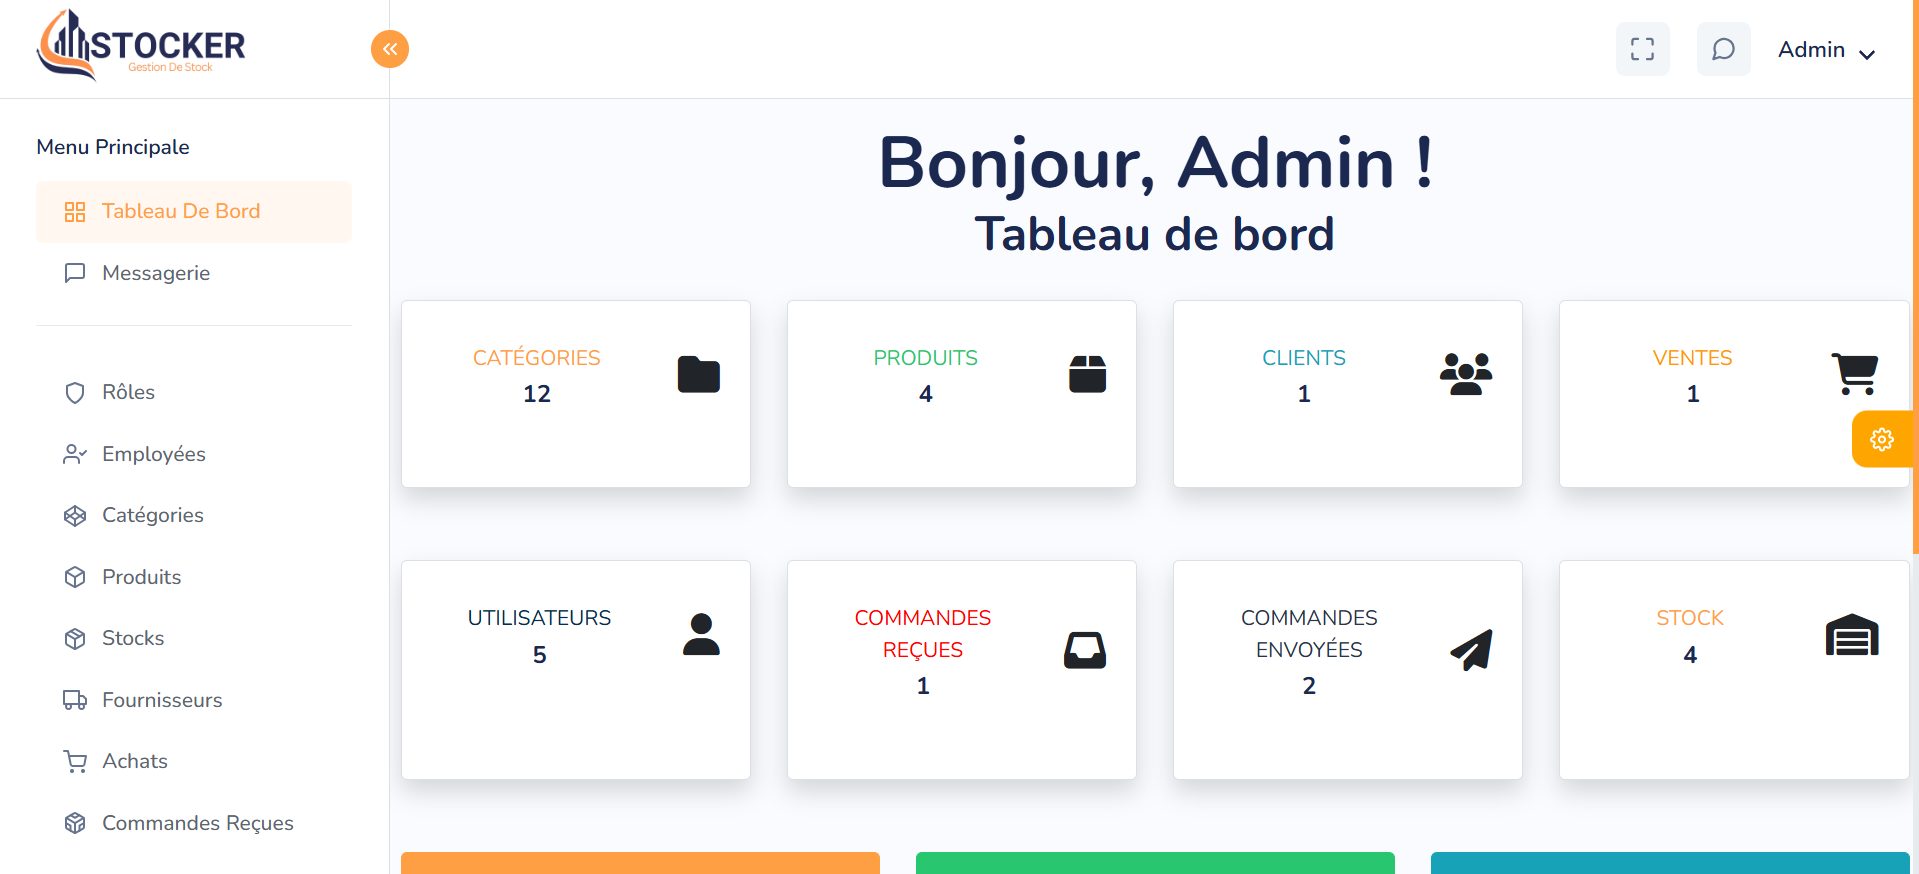 STOCKER
Gestion De Stock
Admin
Menu Principale
Tableau De Bord
Messagerie
Rôles
Employées
Catégories
Produits
Stocks
Fournisseurs
Achats
Commandes Reçues
Bonjour, Admin !
Tableau de bord
CATÉGORIES
12
PRODUITS
4
CLIENTS
1
VENTES
1
UTILISATEURS
5
COMMANDES
REÇUES
1
COMMANDES
ENVOYÉES
2
STOCK
4